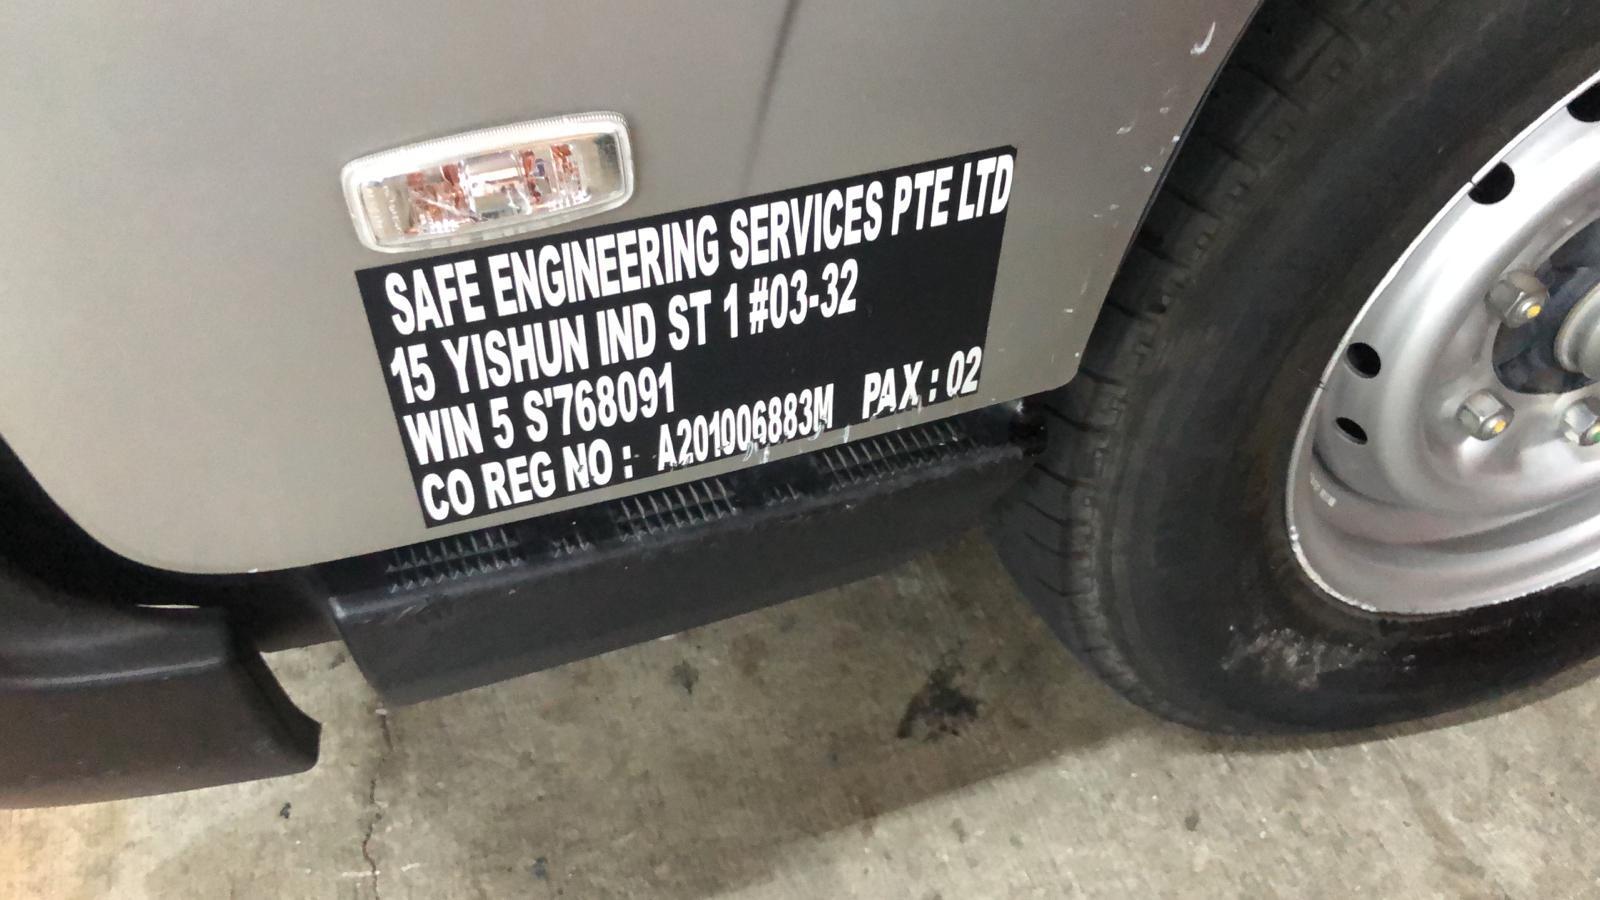 SAFE ENGINEERING SERVICES PTE LTD
15 YISHUN IND ST 1 #03-32
WIN 5 S'768091
CO REG NO : A201006883M PAX : 02